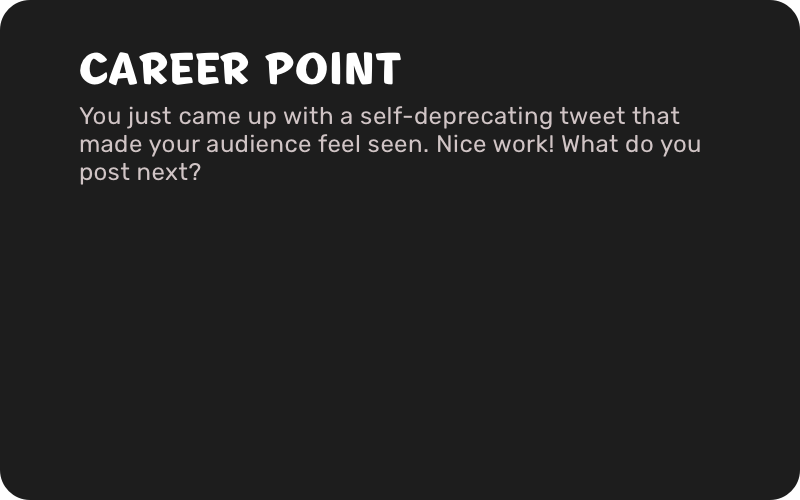 CAREER POINT
You just came up with a self-deprecating tweet that
made your audience feel seen. Nice work! What do you
post next?